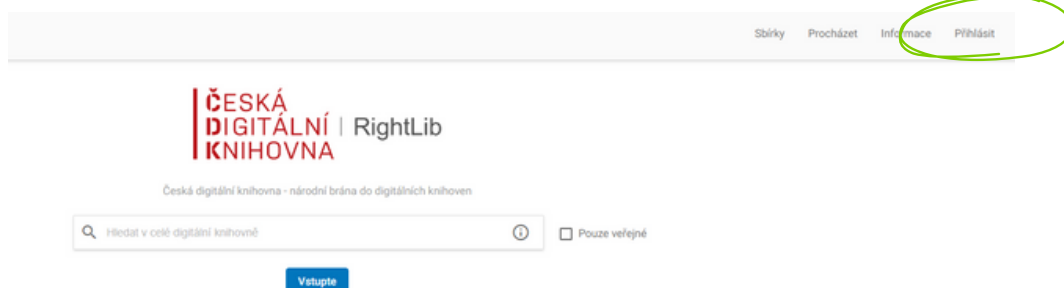 Sbírky Procházet Informace Přihlásit
ČESKÁ
DIGITÁLNÍ | RightLib
KNIHOVNA
Česká digitální knihovna - národní brána do digitálních knihoven
Hledat v celé digitální knihovně
Pouze veřejné
Vstupte